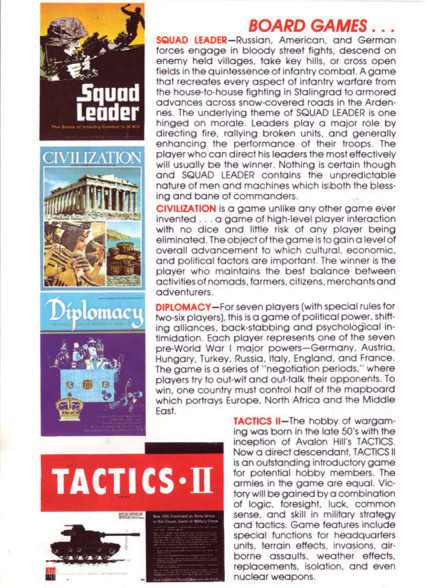 BOARD GAMES . . .
Squad
Leader
The Game of Infantry Combat in WWII
SQUAD LEADER—Russian, American, and German
forces engage in bloody street fights, descend on
enemy held villages, take key hills, or cross open
fields in the quintessence of infantry combat. A game
that recreates every aspect of infantry warfare from
the house-to-house fighting in Stalingrad to armored
advances across snow-covered roads in the Arden-
nes. The underlying theme of SQUAD LEADER is one
hinged on morale. Leaders play a major role by
directing fire, rallying broken units, and generally
enhancing the performance of their troops. The
player who can direct his leaders the most effectively
will usually be the winner. Nothing is certain though
and SQUAD LEADER contains the unpredictable
nature of men and machines which is both the bless-
ing and bane of commanders.
CIVILIZATION
CIVILIZATION is a game unlike any other game ever
invented . . . a game of high-level player interaction
with no dice and little risk of any player being
eliminated. The object of the game is to gain a level of
overall advancement to which cultural, economic,
and political factors are important. The winner is the
player who maintains the best balance between
activities of nomads, farmers, citizens, merchants and
adventurers.
Diplomacy
DIPLOMACY—For seven players (with special rules for
two-six players), this is a game of political power, shift-
ing alliances, back-stabbing and psychological in-
timidation. Each player represents one of the seven
pre-World War I major powers—Germany, Austria,
Hungary, Turkey, Russia, Italy, England, and France.
The game is a series of "negotiation periods," where
players try to out-wit and out-talk their opponents. To
win, one country must control half of the mapboard
which portrays Europe, North Africa and the Middle
East.
TACTICS·II
TACTICS II—The hobby of wargam-
ing was born in the late 50's with the
inception of Avalon Hill's TACTICS.
Now a direct descendant, TACTICS II
is an outstanding introductory game
for potential hobby members. The
armies in the game are equal. Vic-
tory will be gained by a combination
of logic, foresight, luck, common
sense, and skill in military strategy
and tactics. Game features include
special functions for headquarters
units, terrain effects, invasions, air-
borne assaults, weather effects,
replacements, isolation, and even
nuclear weapons.